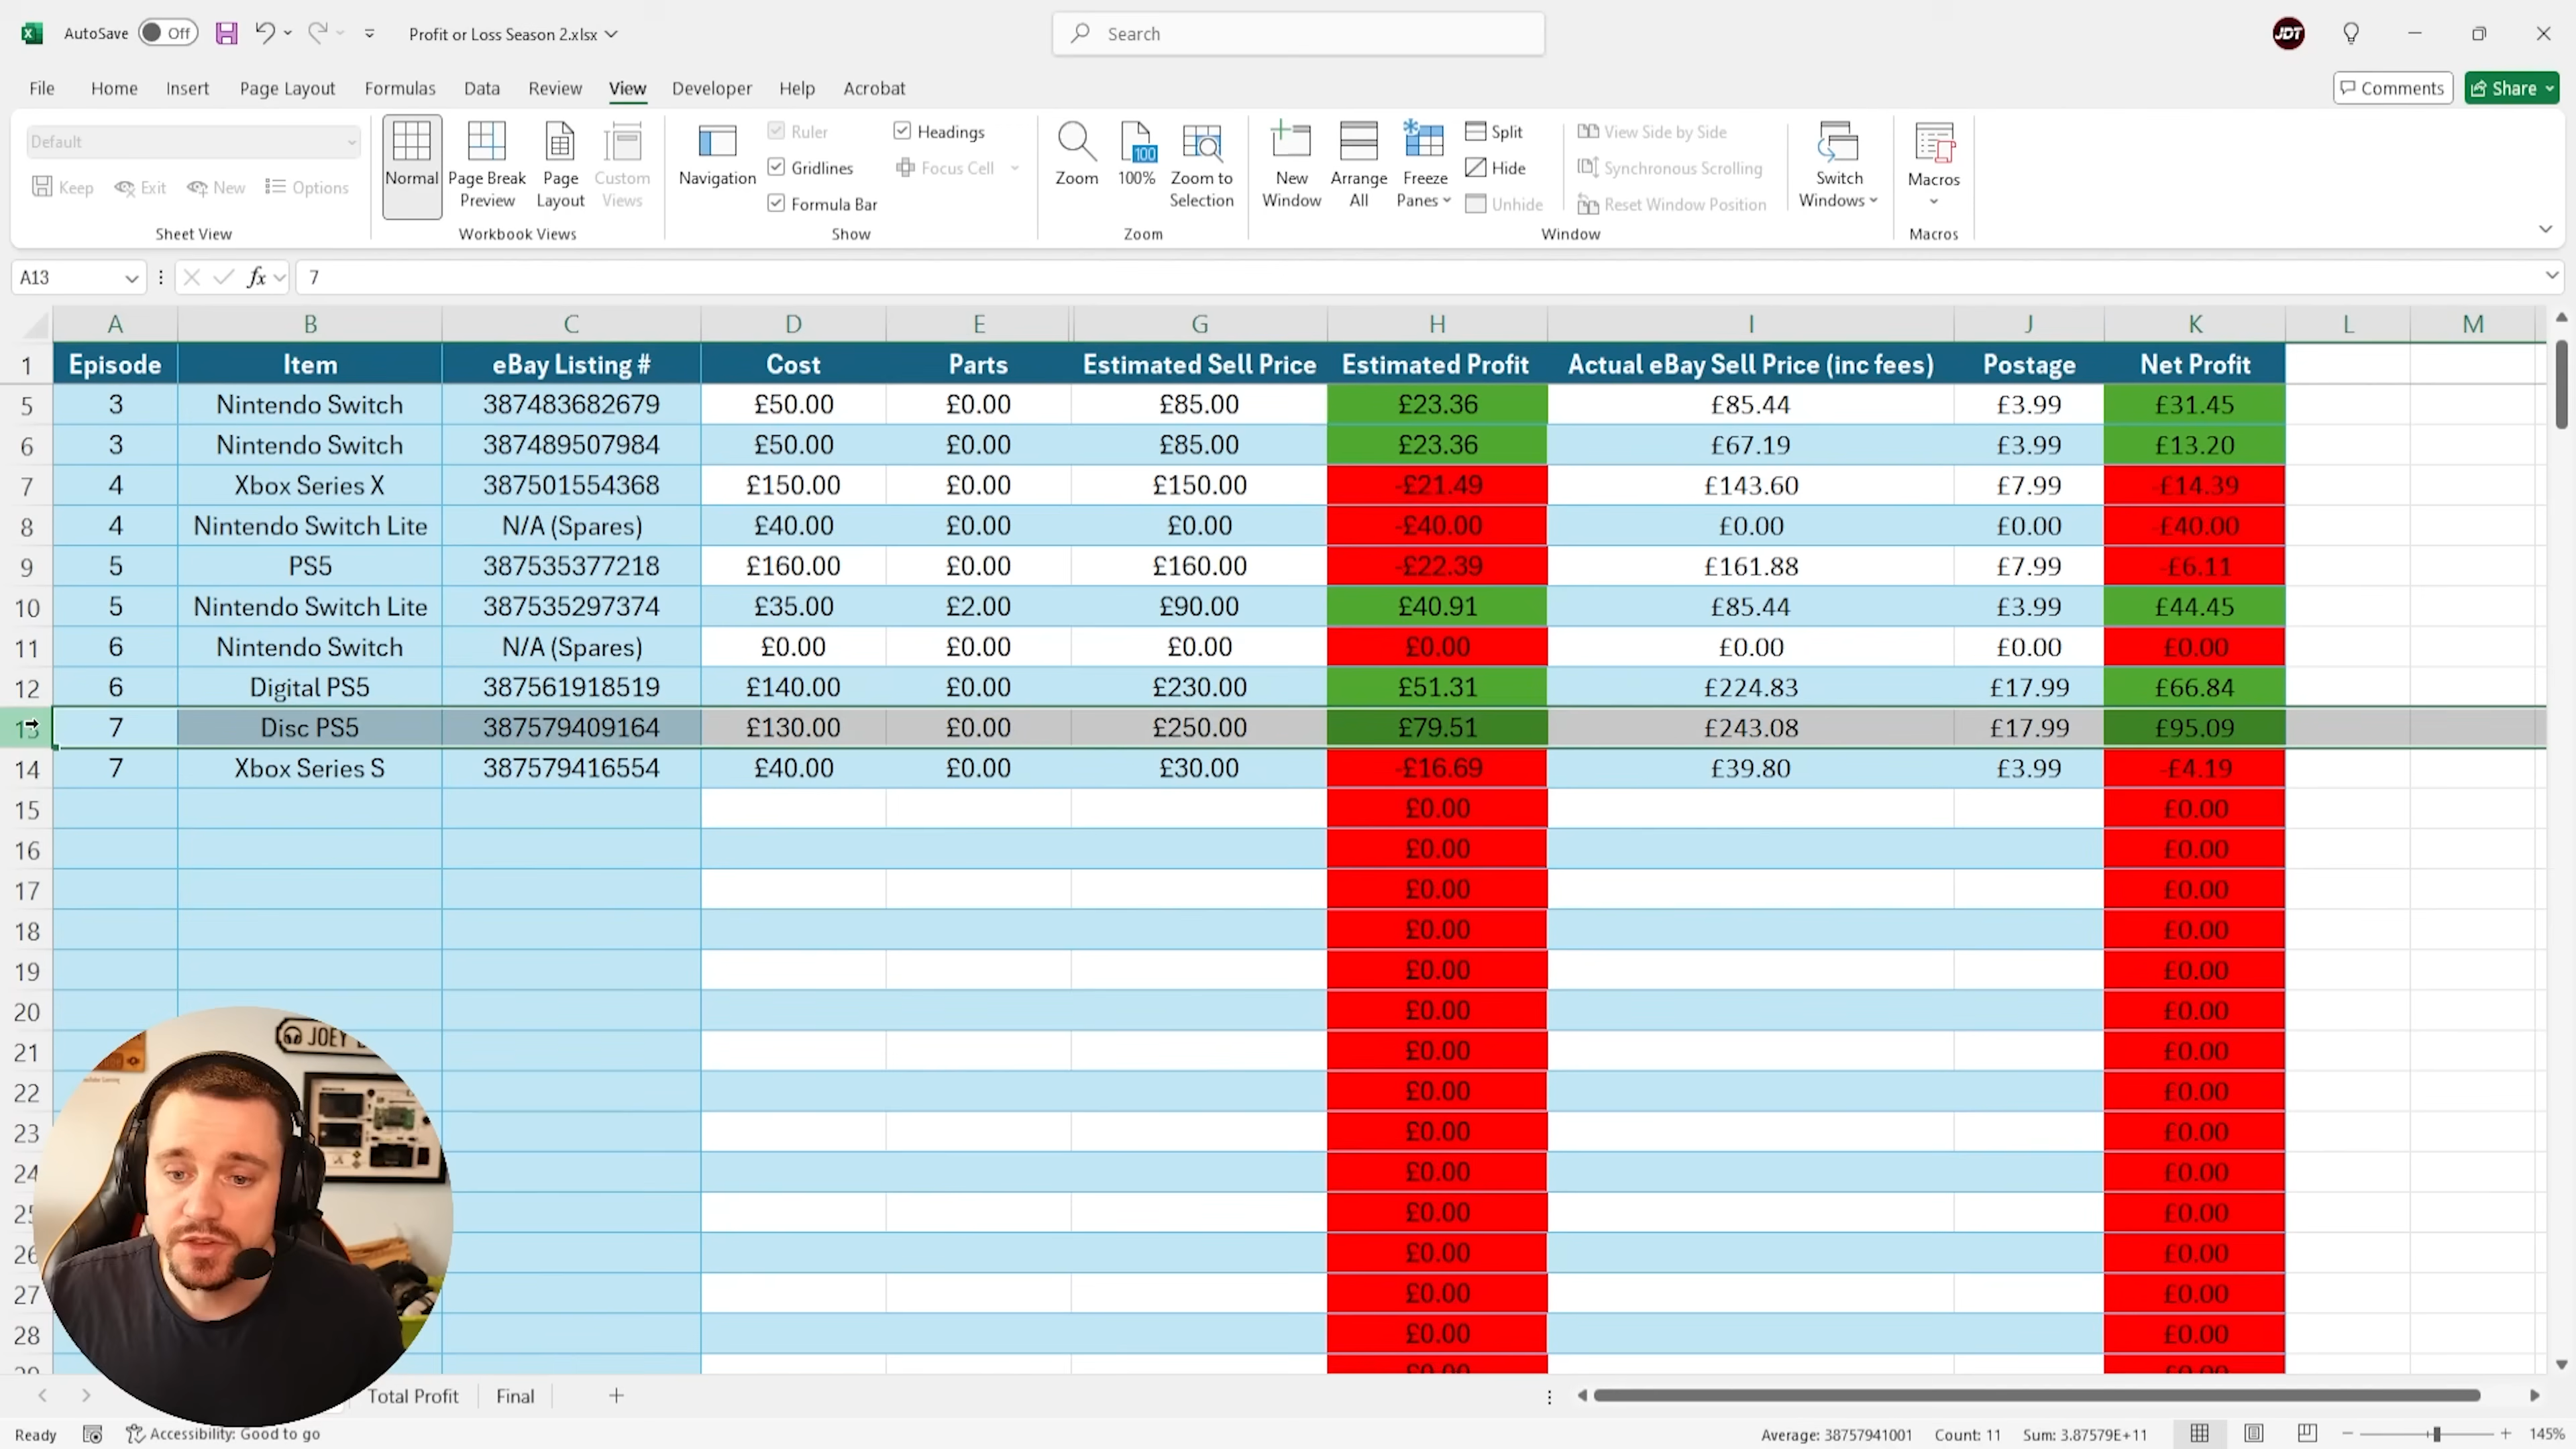 AutoSave Off Profit or Loss Season 2.xlsx Search JDT
File Home Insert Page Layout Formulas Data Review View Developer Help Acrobat Comments Share
Default
Keep Exit New Options
Sheet View
Normal
Page Break Preview
Page Layout
Custom Views
Workbook Views
Navigation
Ruler Headings
Gridlines Focus Cell
Formula Bar
Show
Zoom
100 100%
Zoom to Selection
Zoom
New Window
Arrange All
Freeze Panes
Split
Hide
Unhide
View Side by Side
Synchronous Scrolling
Reset Window Position
Switch Windows
Window
Macros
Macros
A13 fx 7
A B C D E G H I J K L M
1 Episode Item eBay Listing # Cost Parts Estimated Sell Price Estimated Profit Actual eBay Sell Price (inc fees) Postage Net Profit
5 3 Nintendo Switch 387483682679 £50.00 £0.00 £85.00 £23.36 £85.44 £3.99 £31.45
6 3 Nintendo Switch 387489507984 £50.00 £0.00 £85.00 £23.36 £67.19 £3.99 £13.20
7 4 Xbox Series X 387501554368 £150.00 £0.00 £150.00 -£21.49 £143.60 £7.99 -£14.39
8 4 Nintendo Switch Lite N/A (Spares) £40.00 £0.00 £0.00 -£40.00 £0.00 £0.00 -£40.00
9 5 PS5 387535377218 £160.00 £0.00 £160.00 -£22.39 £161.88 £7.99 -£6.11
10 5 Nintendo Switch Lite 387535297374 £35.00 £2.00 £90.00 £40.91 £85.44 £3.99 £44.45
11 6 Nintendo Switch N/A (Spares) £0.00 £0.00 £0.00 £0.00 £0.00 £0.00 £0.00
12 6 Digital PS5 387561918519 £140.00 £0.00 £230.00 £51.31 £224.83 £17.99 £66.84
13 7 Disc PS5 387579409164 £130.00 £0.00 £250.00 £79.51 £243.08 £17.99 £95.09
14 7 Xbox Series S 387579416554 £40.00 £0.00 £30.00 -£16.69 £39.80 £3.99 -£4.19
15 £0.00 £0.00
16 £0.00 £0.00
17 £0.00 £0.00
18 £0.00 £0.00
19 £0.00 £0.00
20 £0.00 £0.00
21 £0.00 £0.00
22 £0.00 £0.00
23 £0.00 £0.00
24 £0.00 £0.00
25 £0.00 £0.00
26 £0.00 £0.00
27 £0.00 £0.00
28 £0.00 £0.00
29 £0.00 £0.00
JOEY
Total Profit Final
Ready Accessibility: Good to go Average: 38757941001 Count: 11 Sum: 3.87579E+11 145%